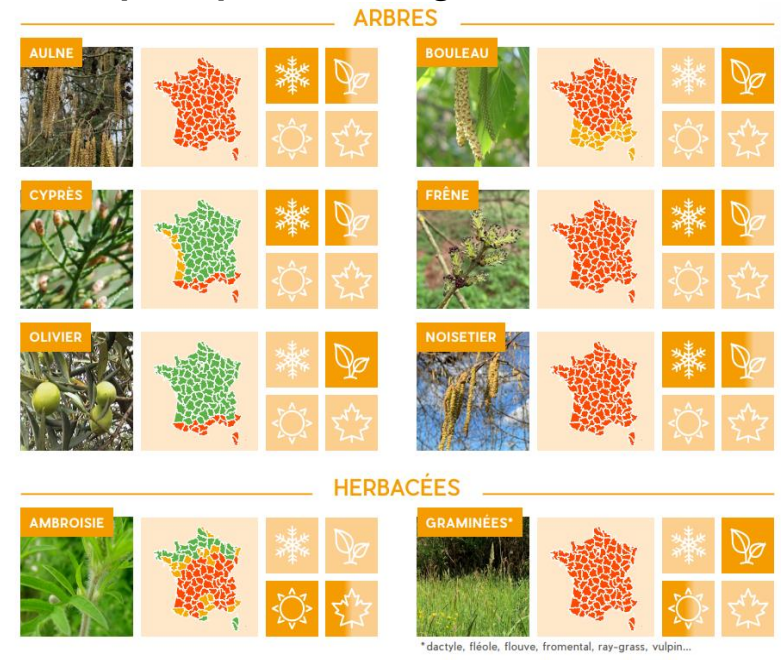 ARBRES
AULNE
BOULEAU
CYPRÈS
FRÊNE
OLIVIER
NOISETIER
HERBACÉES
AMBROISIE
GRAMINÉES*
*dactyle, fléole, flouve, fromental, ray-grass, vulpin...